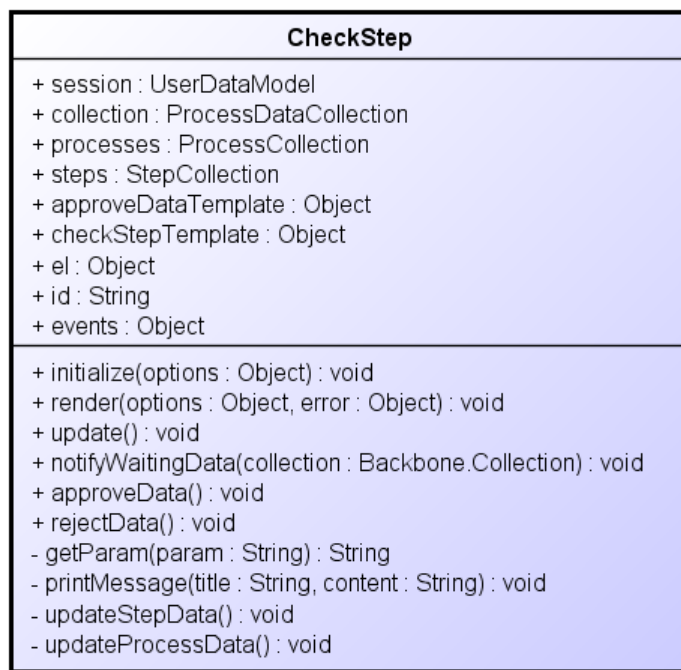 CheckStep
+ session : UserDataModel
+ collection : ProcessDataCollection
+ processes : ProcessCollection
+ steps : StepCollection
+ approveDataTemplate : Object
+ checkStepTemplate : Object
+ el : Object
+ id : String
+ events : Object
+ initialize(options : Object) : void
+ render(options : Object, error : Object) : void
+ update() : void
+ notifyWaitingData(collection : Backbone.Collection) : void
+ approveData() : void
+ rejectData() : void
- getParam(param : String) : String
- printMessage(title : String, content : String) : void
- updateStepData() : void
- updateProcessData() : void